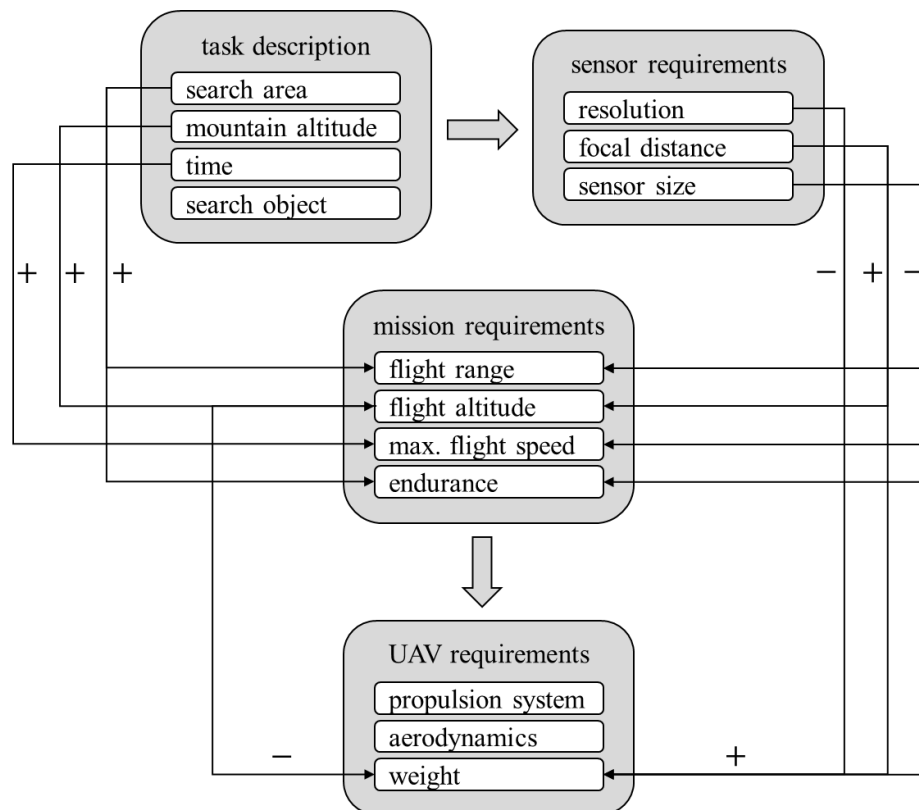 task description
search area
mountain altitude
time
search object
sensor requirements
resolution
focal distance
sensor size
+ + +
− + −
mission requirements
flight range
flight altitude
max. flight speed
endurance
UAV requirements
propulsion system
aerodynamics
weight
− +